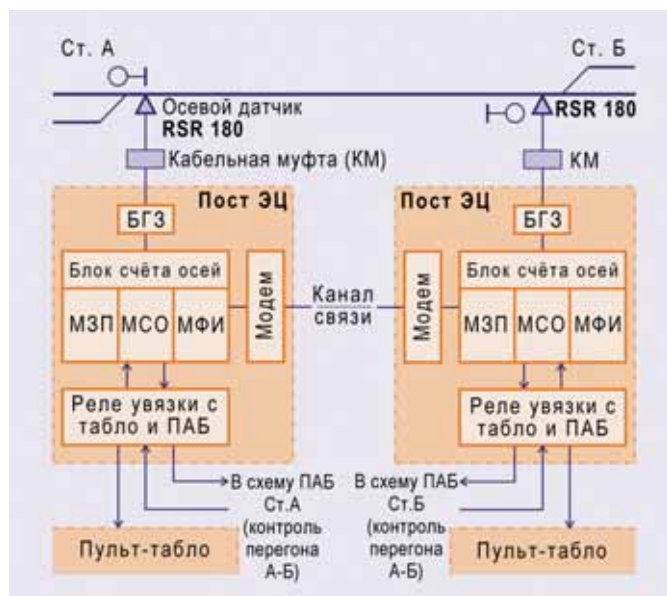 Ст. А
Ст. Б
Осевой датчик
RSR 180
RSR 180
Кабельная муфта (КМ)
КМ
Пост ЭЦ
Пост ЭЦ
БГЗ
БГЗ
Блок счёта осей
МЗП МСО МФИ
Модем
Канал
связи
Модем
Блок счёта осей
МЗП МСО МФИ
Реле увязки с
табло и ПАБ
Реле увязки с
табло и ПАБ
В схему ПАБ
Ст.А
(контроль
перегона
А-Б)
В схему ПАБ
Ст.Б
(контроль
перегона
А-Б)
Пульт-табло
Пульт-табло